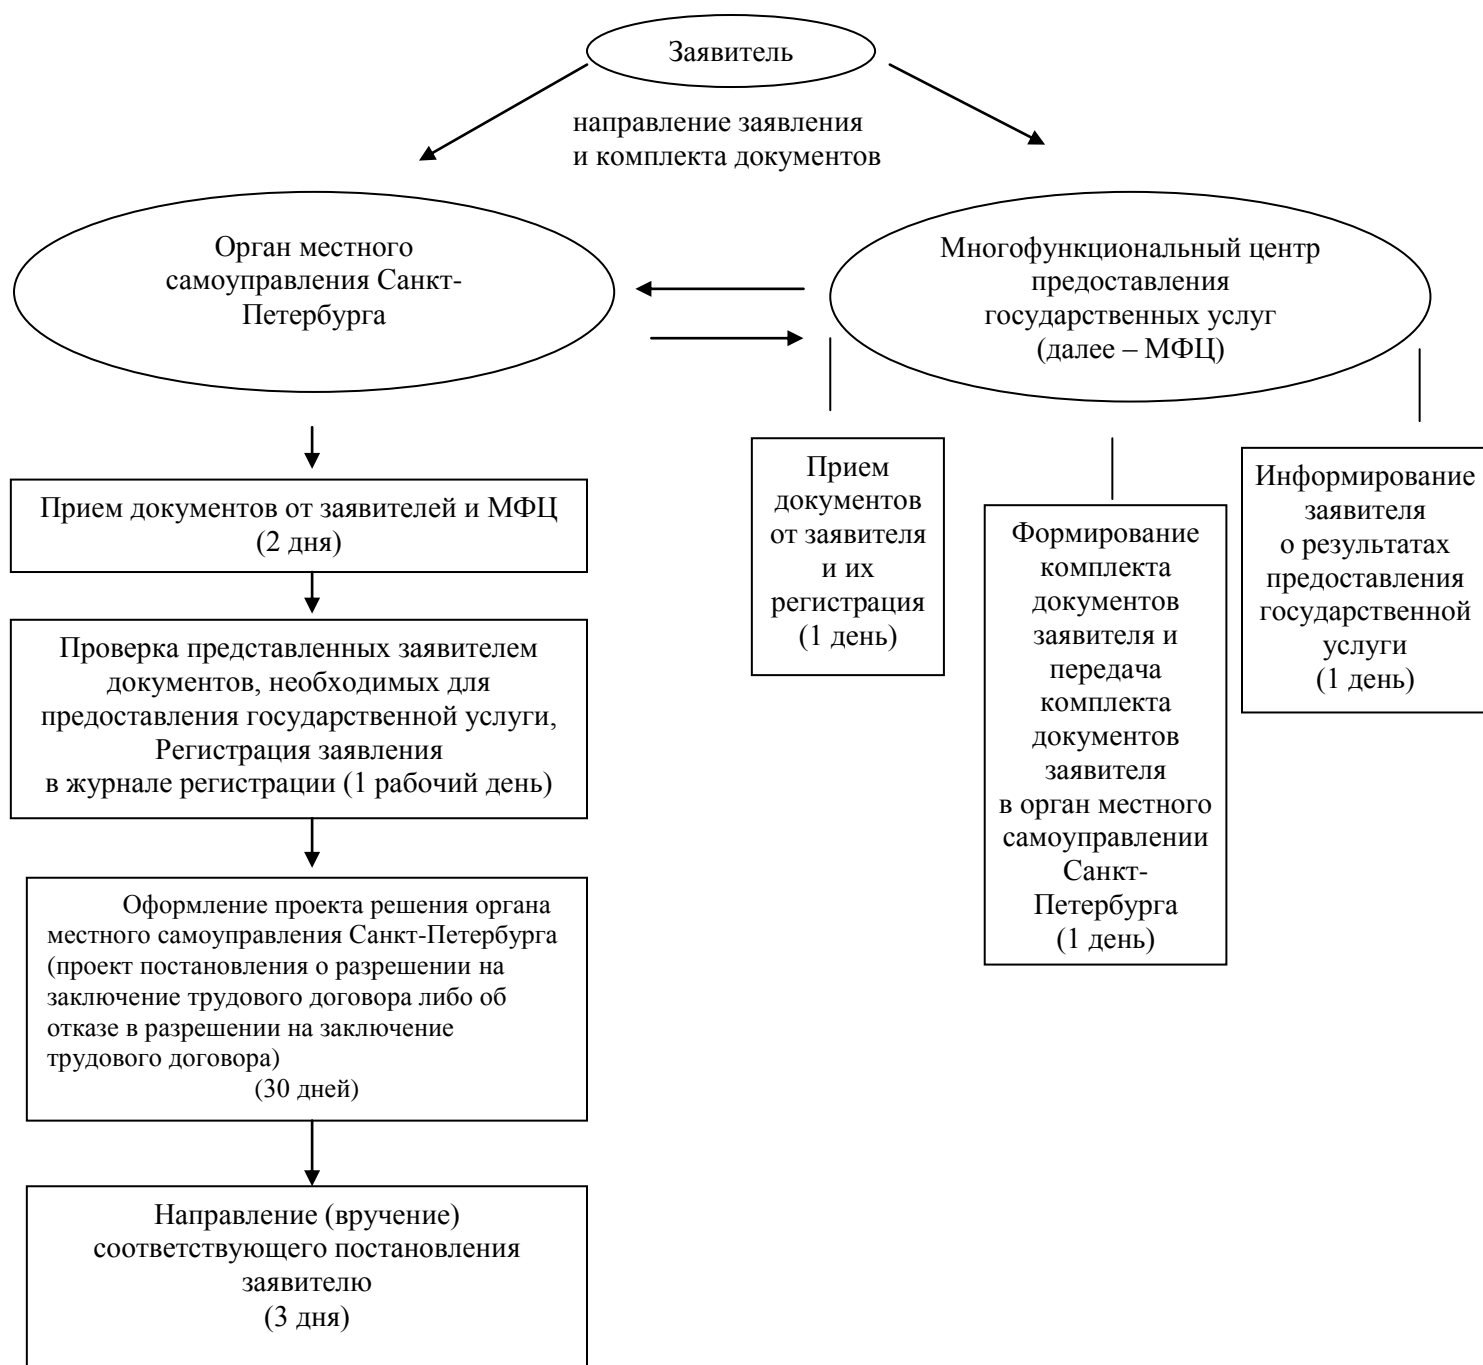 Заявитель
направление заявления
и комплекта документов
Орган местного
самоуправления Санкт-
Петербурга
Многофункциональный центр
предоставления
государственных услуг
(далее – МФЦ)
Прием документов от заявителей и МФЦ
(2 дня)
Проверка представленных заявителем
документов, необходимых для
предоставления государственной услуги,
Регистрация заявления
в журнале регистрации (1 рабочий день)
Оформление проекта решения органа
местного самоуправления Санкт-Петербурга
(проект постановления о разрешении на
заключение трудового договора либо об
отказе в разрешении на заключение
трудового договора)
(30 дней)
Направление (вручение)
соответствующего постановления
заявителю
(3 дня)
Прием
документов
от заявителя
и их
регистрация
(1 день)
Формирование
комплекта
документов
заявителя и
передача
комплекта
документов
заявителя
в орган местного
самоуправлении
Санкт-
Петербурга
(1 день)
Информирование
заявителя
о результатах
предоставления
государственной
услуги
(1 день)